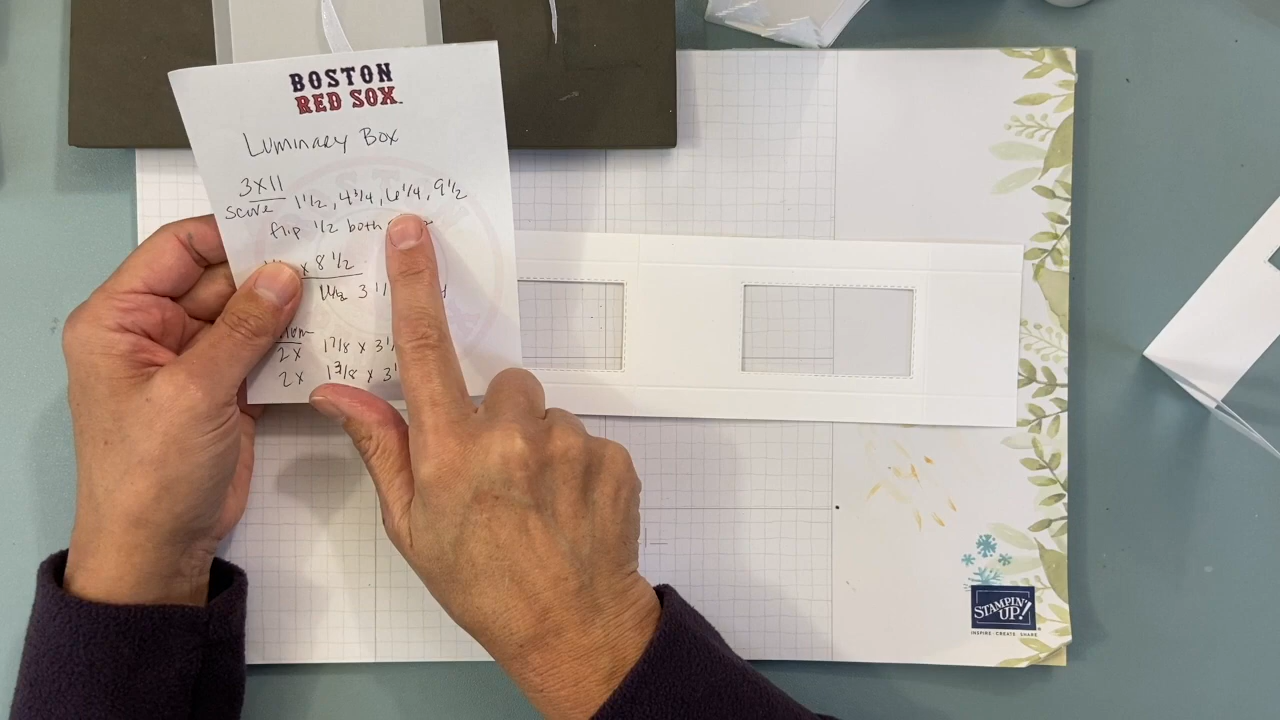 BOSTON
RED SOX
Luminary Box
3x11
score 1 1/2, 4 3/4, 6 1/4, 9 1/2
flip 1/2 both
x 8 1/2
3
2x 1 7/8 x 3
2x 1 3/8 x 3
STAMPIN' UP!
INSPIRE · CREATE · SHARE